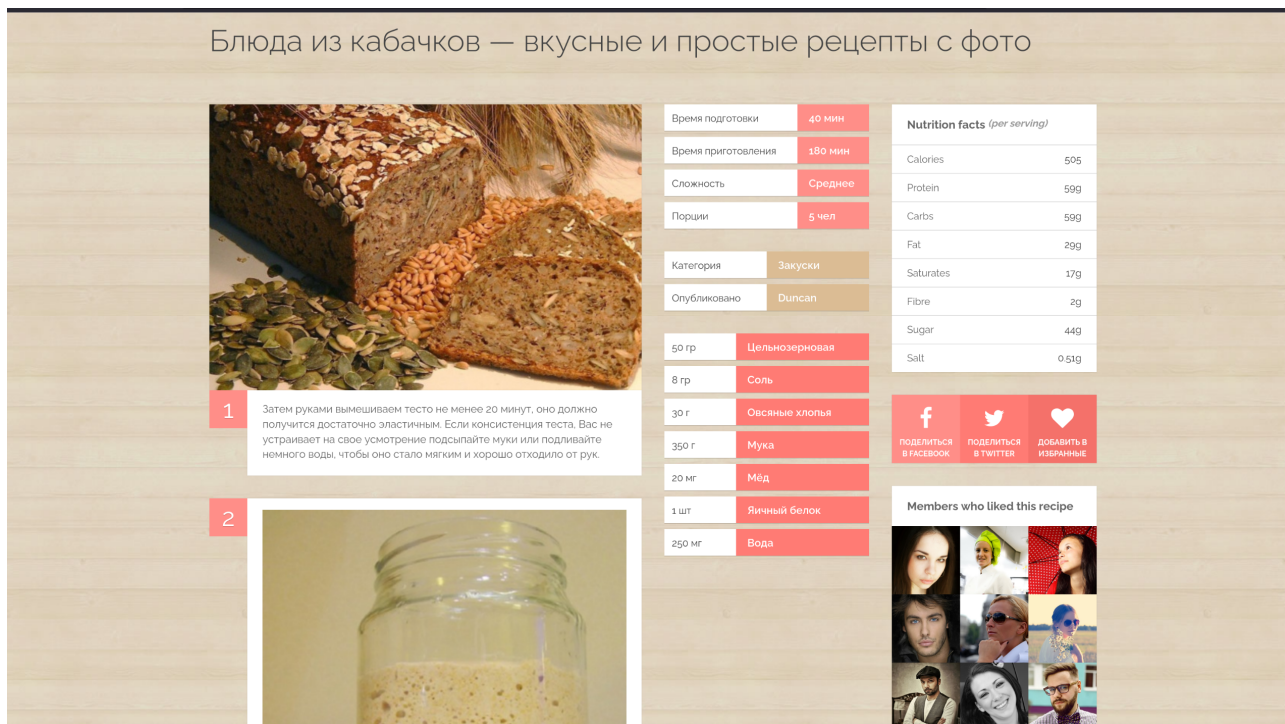 Блюда из кабачков — вкусные и простые рецепты с фото
1
Затем руками вымешиваем тесто не менее 20 минут, оно должно
получится достаточно эластичным. Если консистенция теста, Вас не
устраивает на свое усмотрение подсыпайте муки или подливайте
немного воды, чтобы оно стало мягким и хорошо отходило от рук.
2
Время подготовки 40 мин
Время приготовления 180 мин
Сложность Среднее
Порции 5 чел
Категория Закуски
Опубликовано Duncan
50 гр Цельнозерновая
8 гр Соль
30 г Овсяные хлопья
350 г Мука
20 мг Мёд
1 шт Яичный белок
250 мг Вода
Nutrition facts (per serving)
Calories 505
Protein 59g
Carbs 59g
Fat 29g
Saturates 17g
Fibre 2g
Sugar 44g
Salt 0.51g
ПОДЕЛИТЬСЯ
В FACEBOOK
ПОДЕЛИТЬСЯ
В TWITTER
ДОБАВИТЬ В
ИЗБРАННЫЕ
Members who liked this recipe